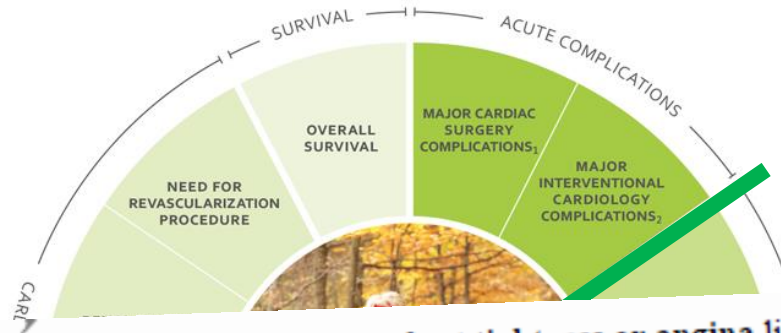 SURVIVAL
ACUTE COMPLICATIONS
OVERALL
SURVIVAL
MAJOR CARDIAC
SURGERY
COMPLICATIONS1
MAJOR
INTERVENTIONAL
CARDIOLOGY
COMPLICATIONS2
NEED FOR
REVASCULARIZATION
PROCEDURE
or angina